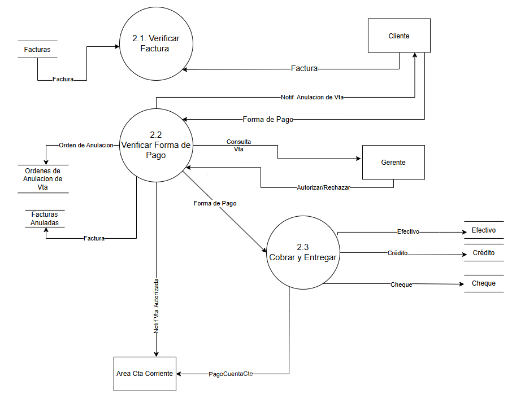 2.1. Verificar
Factura
Cliente
Facturas
Factura
Factura
Notif. Anulacion de Vta
Forma de Pago
2.2
Verificar Forma de
Pago
Orden de Anulacion
Consulta
Vta
Gerente
Ordenes de
Anulacion de
Vta
Autorizar/Rechazar
Forma de Pago
Facturas
Anuladas
Factura
2.3
Cobrar y Entregar
Efectivo
Efectivo
Crédito
Crédito
Cheque
Cheque
Notif Vta Autorizada
Area Cta Corriente
PagoCuentaCte